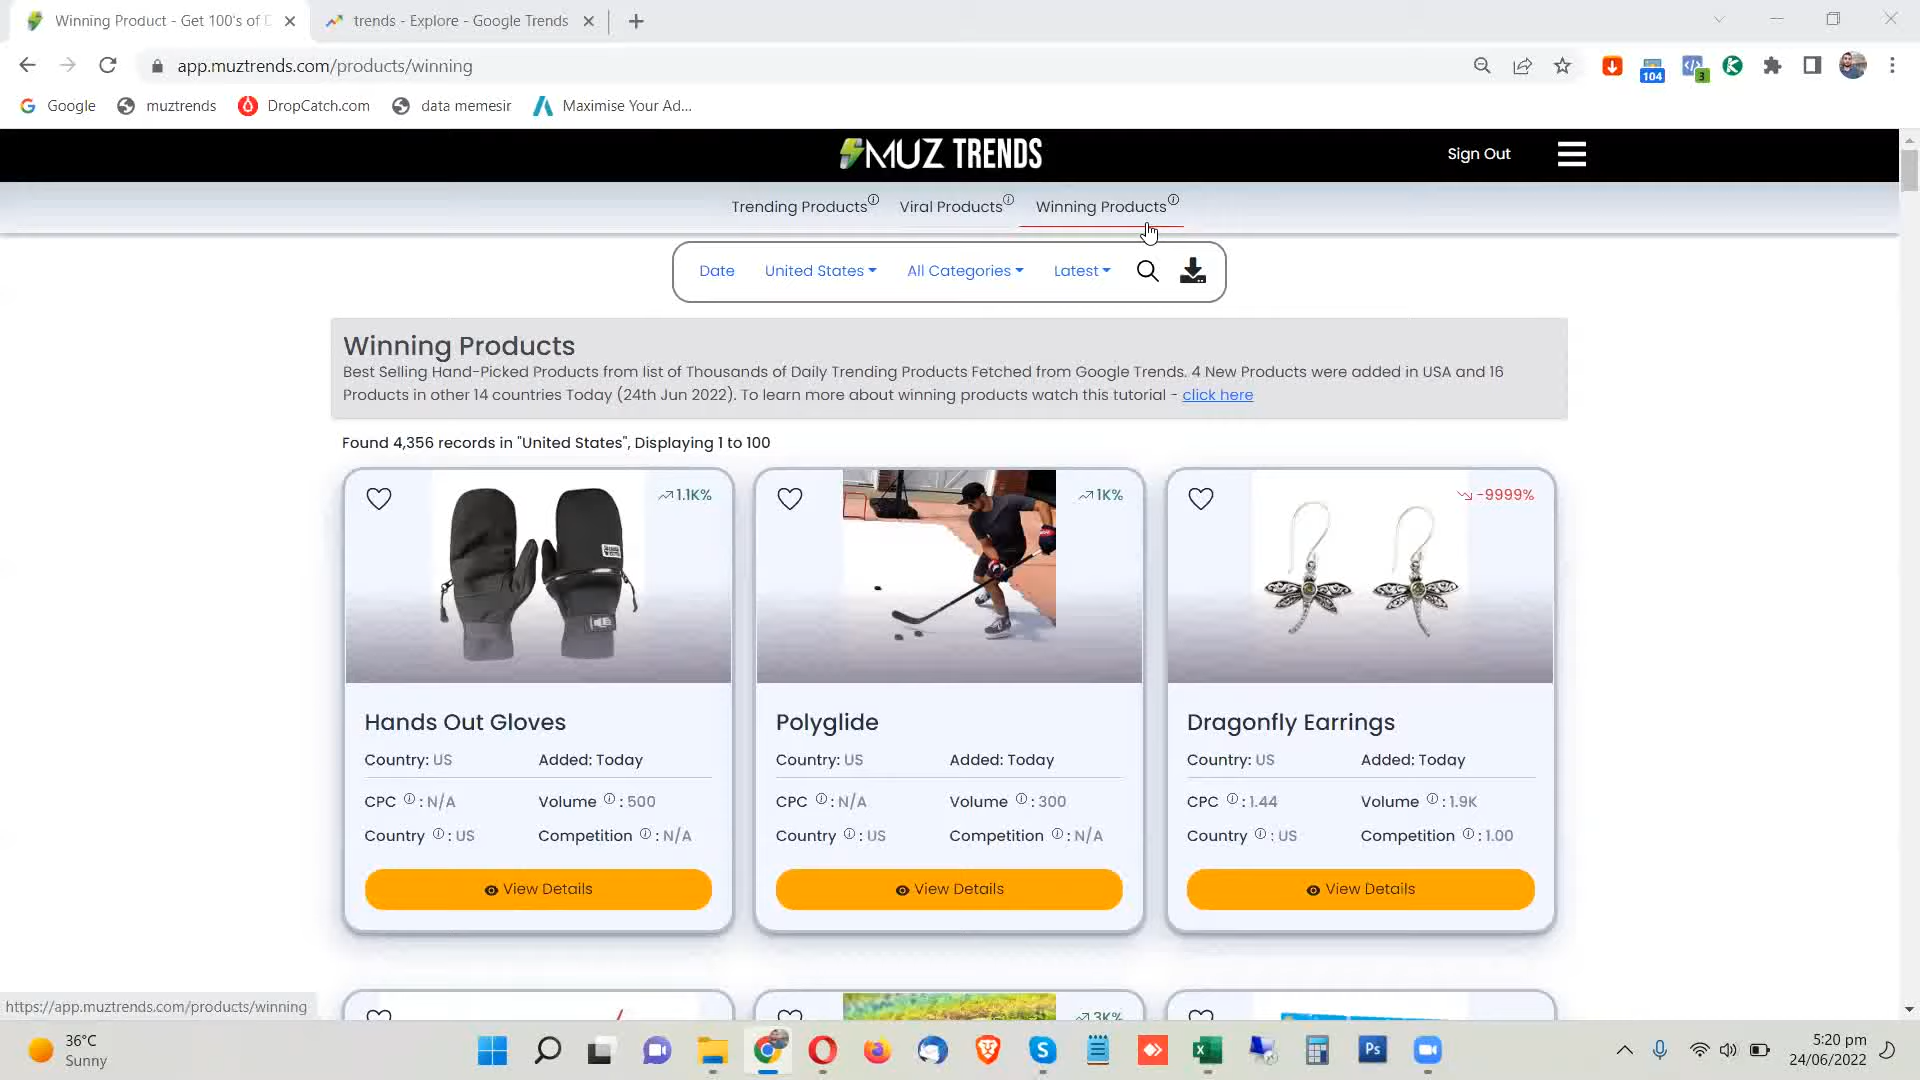 Winning Product - Get 100's of D
trends - Explore - Google Trends
app.muztrends.com/products/winning
104
3
Google
muztrends
DropCatch.com
data memesir
Maximise Your Ad...
MUZ TRENDS
Sign Out
Trending Products
Viral Products
Winning Products
Date
United States
All Categories
Latest
Winning Products
Best Selling Hand-Picked Products from list of Thousands of Daily Trending Products Fetched from Google Trends. 4 New Products were added in USA and 16
Products in other 14 countries Today (24th Jun 2022). To learn more about winning products watch this tutorial - click here
Found 4,356 records in "United States", Displaying 1 to 100
1.1K%
1K%
-9999%
Hands Out Gloves
Country: US Added: Today
CPC : N/A Volume : 500
Country : US Competition : N/A
View Details
Polyglide
Country: US Added: Today
CPC : N/A Volume : 300
Country : US Competition : N/A
View Details
Dragonfly Earrings
Country: US Added: Today
CPC : 1.44 Volume : 1.9K
Country : US Competition : 1.00
View Details
3K%
https://app.muztrends.com/products/winning
36°C
Sunny
Ps
5:20 pm
24/06/2022